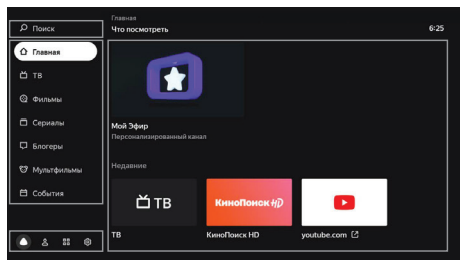 Поиск
Главная
ТВ
Фильмы
Сериалы
Блогеры
Мультфильмы
События
Главная
Что посмотреть
6:25
Мой Эфир
Персонализированный канал
Недавние
ТВ
КиноПоиск HD
ТВ
КиноПоиск HD
youtube.com